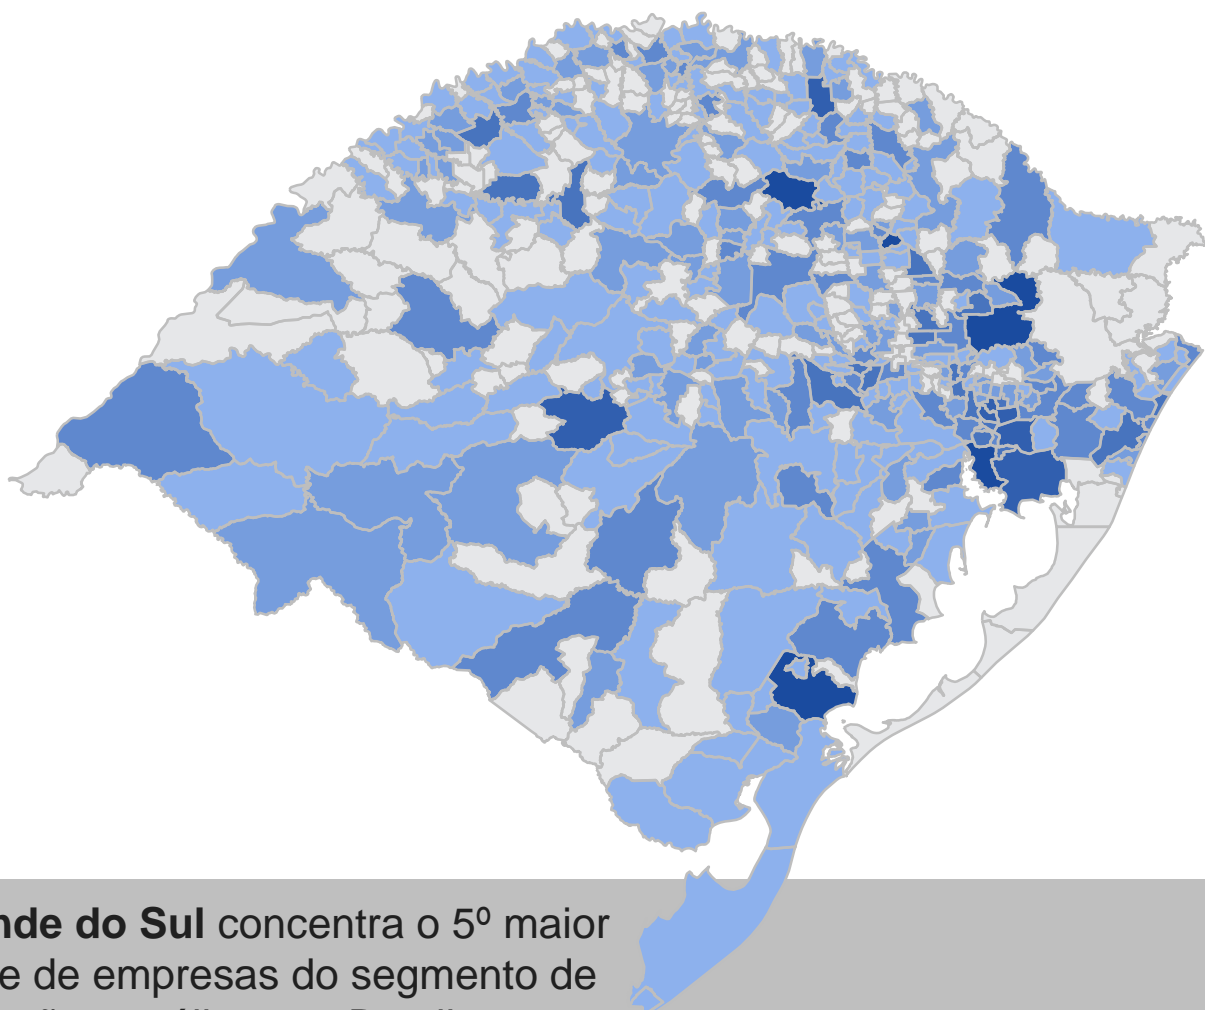 nde do Sul concentra o 5º maior
e de empresas do segmento de